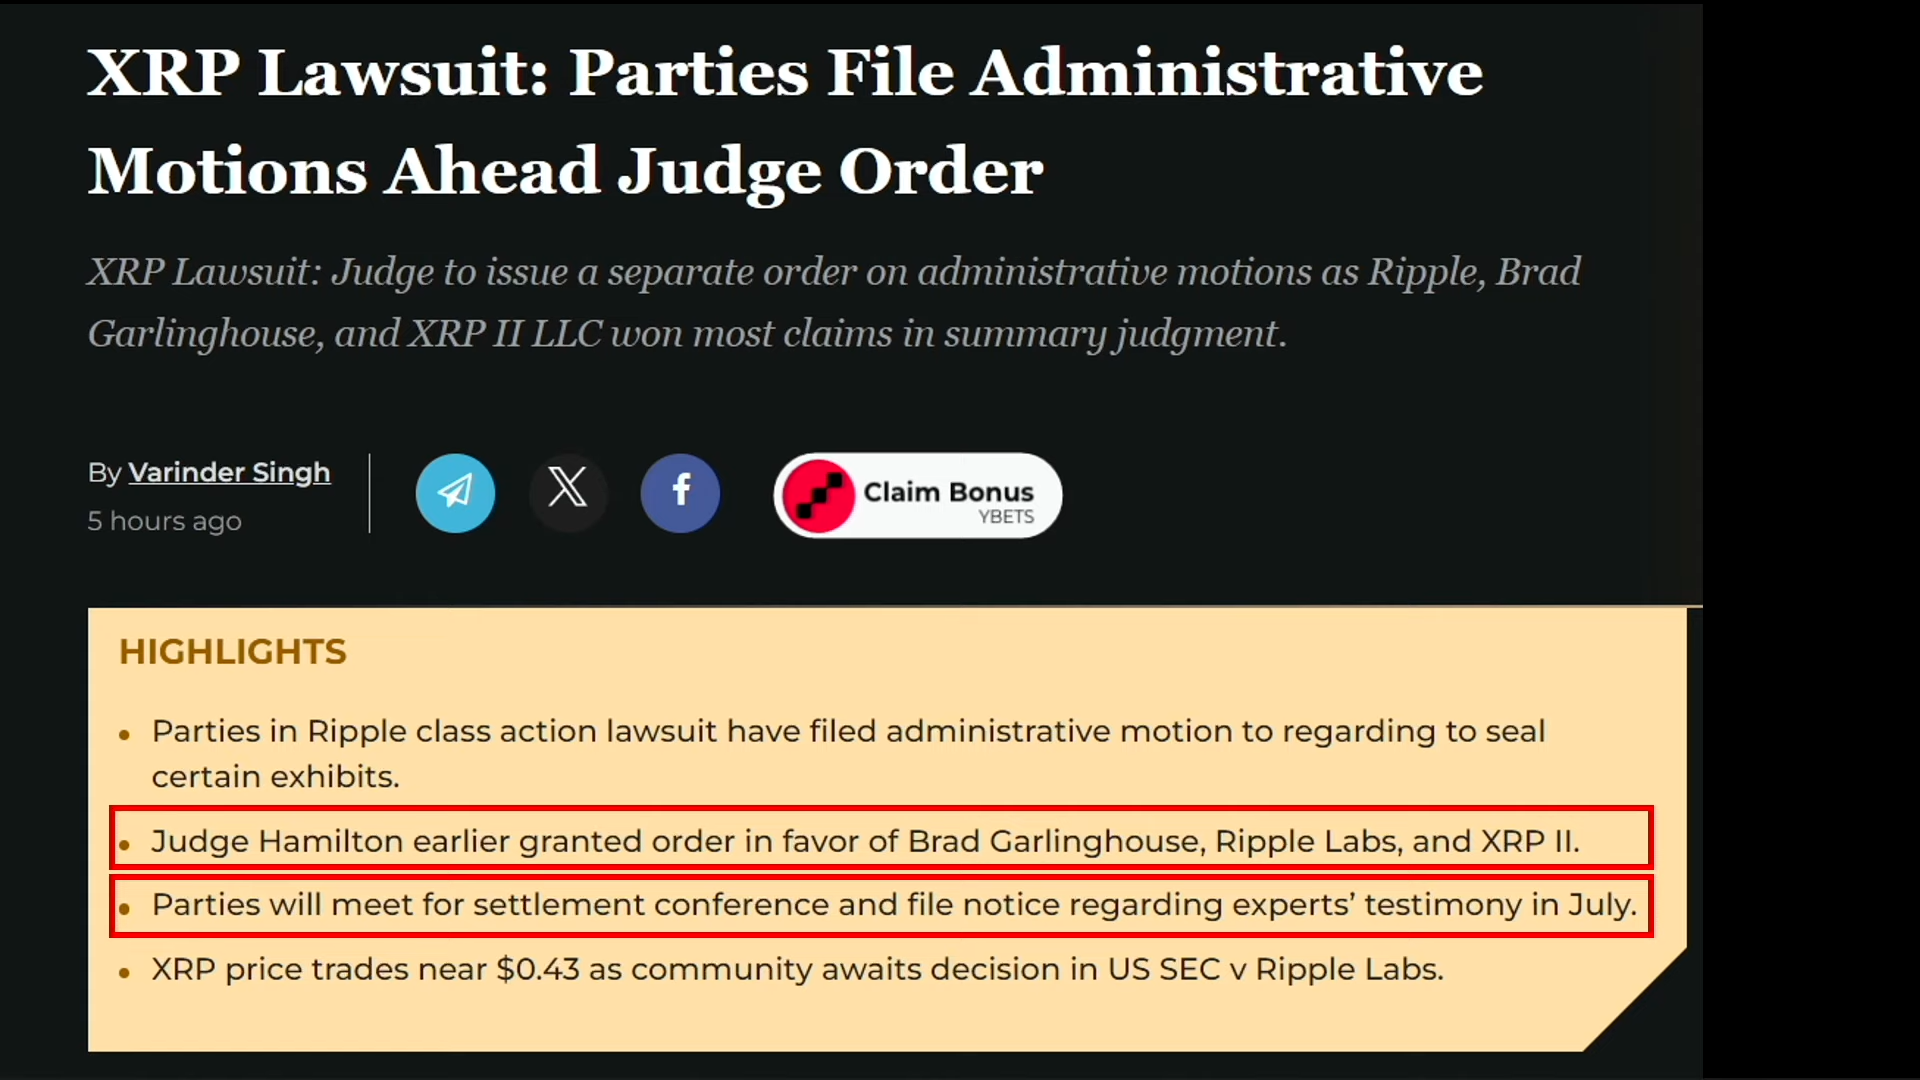 XRP Lawsuit: Parties File Administrative
Motions Ahead Judge Order
XRP Lawsuit: Judge to issue a separate order on administrative motions as Ripple, Brad
Garlinghouse, and XRP II LLC won most claims in summary judgment.
By Varinder Singh
5 hours ago
Claim Bonus
YBETS
HIGHLIGHTS
• Parties in Ripple class action lawsuit have filed administrative motion to regarding to seal
certain exhibits.
• Judge Hamilton earlier granted order in favor of Brad Garlinghouse, Ripple Labs, and XRP II.
• Parties will meet for settlement conference and file notice regarding experts’ testimony in July.
• XRP price trades near $0.43 as community awaits decision in US SEC v Ripple Labs.